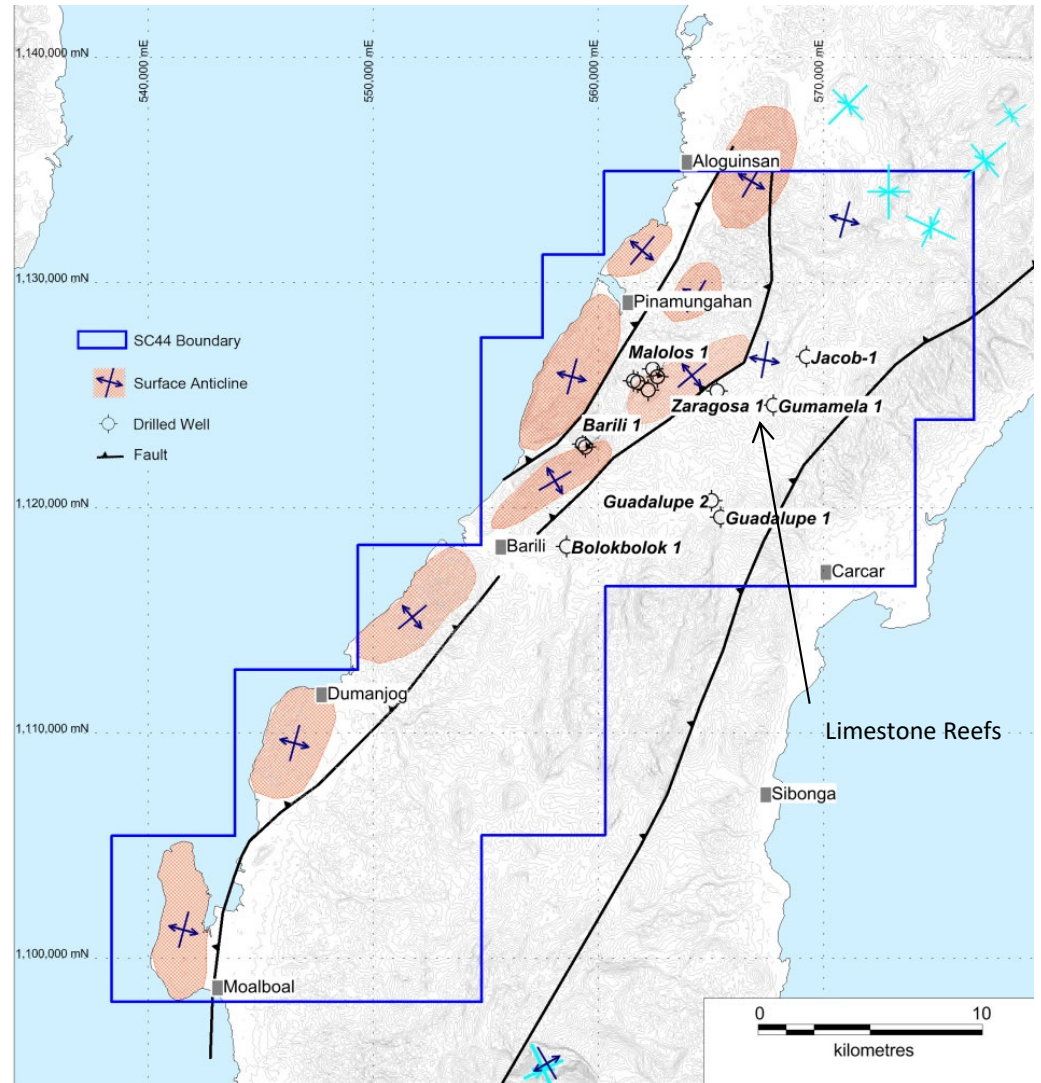 540,000 mE
550,000 mE
560,000 mE
570,000 mE
1,140,000 mN
Aloguinsan
1,130,000 mN
Pinamungahan
SC44 Boundary
Malolos 1
Jacob-1
Surface Anticline
Zaragosa 1
Gumamela 1
Drilled Well
Barili 1
Fault
1,120,000 mN
Guadalupe 2
Guadalupe 1
Barili
Bolokbolok 1
Carcar
Dumanjog
1,110,000 mN
Limestone Reefs
Sibonga
1,100,000 mN
Moalboal
0 10
kilometres